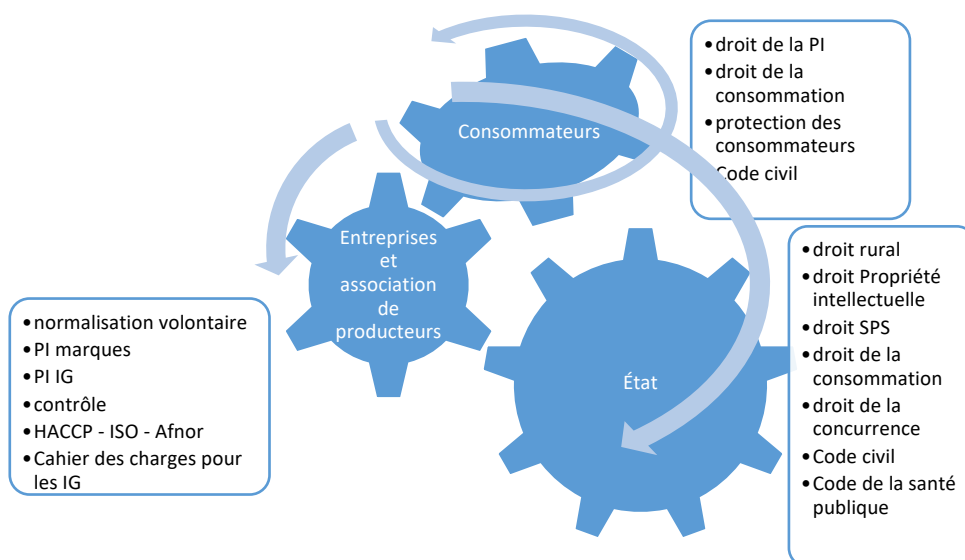 •droit de la PI
•droit de la
consommation
•protection des
consommateurs
•Code civil
Consommateurs
Entreprises
et
association
de
producteurs
État
•droit rural
•droit Propriété
intellectuelle
•droit SPS
•droit de la
consommation
•droit de la
concurrence
•Code civil
•Code de la santé
publique
•normalisation volontaire
•PI marques
•PI IG
•contrôle
•HACCP - ISO - Afnor
•Cahier des charges pour
les IG